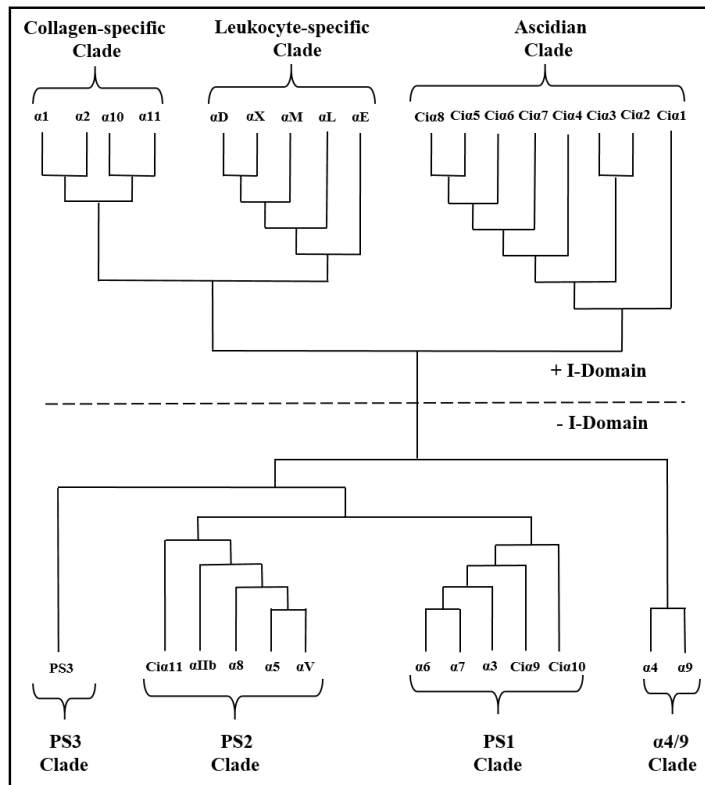 Collagen-specific Clade
Leukocyte-specific Clade
Ascidian Clade
α1 α2 α10 α11
αD αX αM αL αE
Ciα8 Ciα5 Ciα6 Ciα7 Ciα4 Ciα3 Ciα2 Ciα1
+ I-Domain
- I-Domain
PS3
Ciα11 αIIb α8 α5 αV
α6 α7 α3 Ciα9 Ciα10
α4 α9
PS3 Clade
PS2 Clade
PS1 Clade
α4/9 Clade